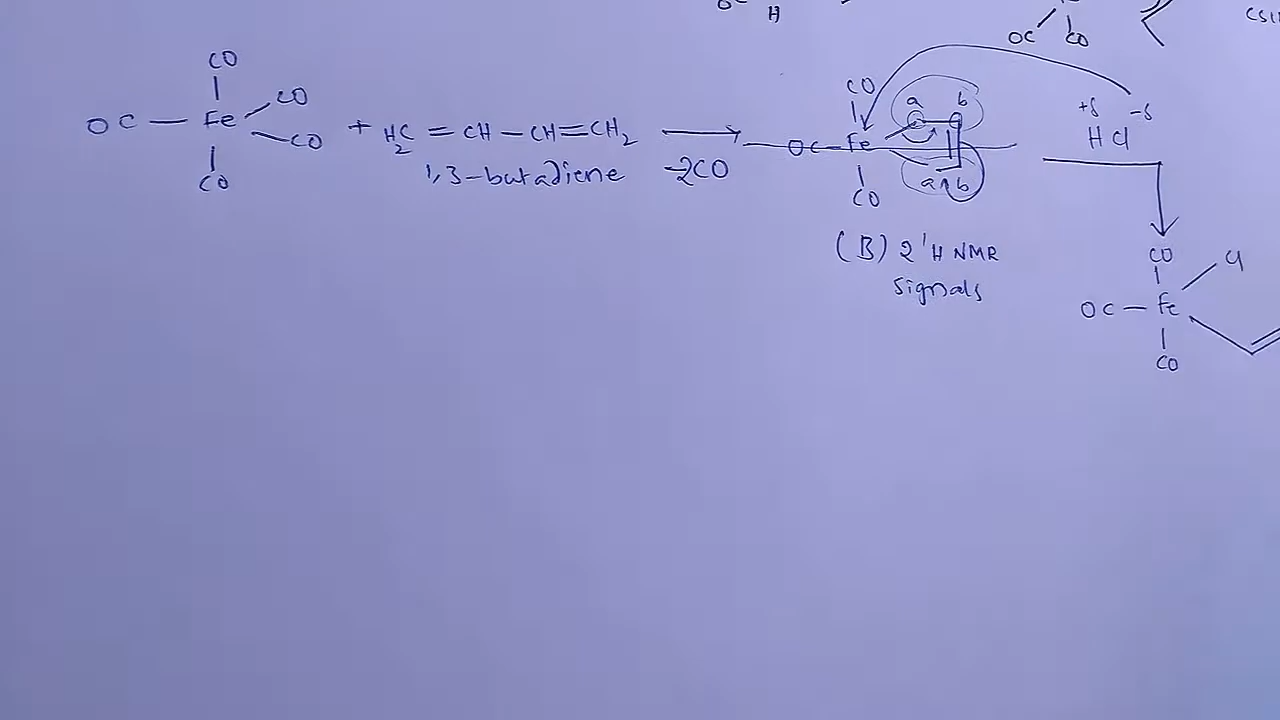 H
OC CO
CO
OC — Fe CO
CO
CO
+ H₂C = CH — CH = CH₂
1,3-butadiene
-2CO
CO
a b
OC — Fe
a b
CO
(B) 2 ¹H NMR
signals
+δ -δ
HCl
CO
Cl
OC — Fe
CO